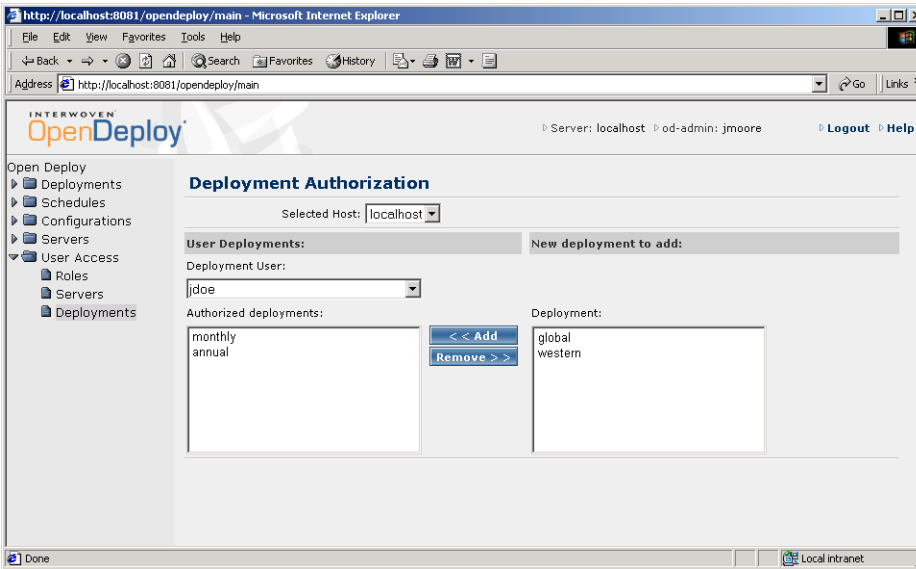 http://localhost:8081/opendeploy/main - Microsoft Internet Explorer
File Edit View Favorites Tools Help
Back Search Favorites History
Address http://localhost:8081/opendeploy/main Go Links
INTERWOVEN
OpenDeploy
Server: localhost od-admin: jmoore Logout Help
Open Deploy
Deployments
Schedules
Configurations
Servers
User Access
Roles
Servers
Deployments
Deployment Authorization
Selected Host: localhost
User Deployments: New deployment to add:
Deployment User:
jdoe
Authorized deployments: Deployment:
monthly
annual
<< Add
Remove >>
global
western
Done Local intranet